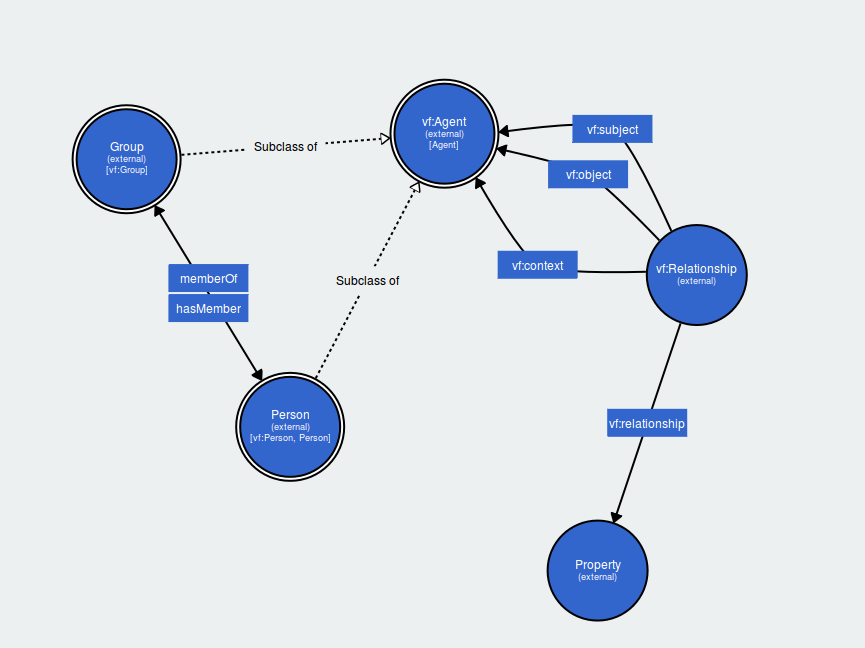 Group
(external)
[vf:Group]
Subclass of
vf:Agent
(external)
[Agent]
vf:subject
vf:object
vf:context
vf:Relationship
(external)
memberOf
hasMember
Subclass of
Person
(external)
[vf:Person, Person]
vf:relationship
Property
(external)